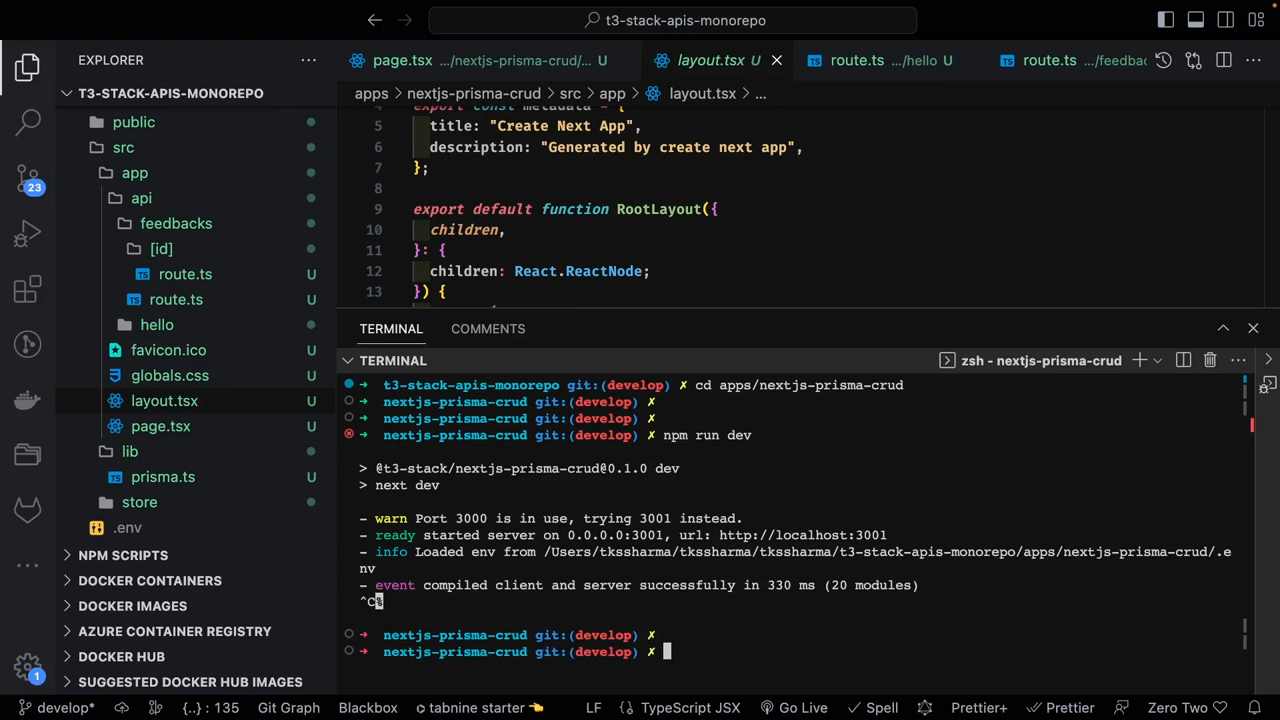 t3-stack-apis-monorepo
EXPLORER
T3-STACK-APIS-MONOREPO
public
src
app
api
feedbacks
[id]
route.ts U
route.ts U
hello
favicon.ico U
globals.css U
layout.tsx U
page.tsx U
lib
prisma.ts U
store
.env
NPM SCRIPTS
DOCKER CONTAINERS
DOCKER IMAGES
AZURE CONTAINER REGISTRY
DOCKER HUB
SUGGESTED DOCKER HUB IMAGES
23
1
page.tsx .../nextjs-prisma-crud/... U
layout.tsx U
route.ts .../hello U
route.ts .../feedbac
apps > nextjs-prisma-crud > src > app > layout.tsx > ...
4 export const metadata = {
5 title: "Create Next App",
6 description: "Generated by create next app",
7 };
8
9 export default function RootLayout({
10 children,
11 }: {
12 children: React.ReactNode;
13 }) {
TERMINAL COMMENTS
TERMINAL
zsh - nextjs-prisma-crud
➜ t3-stack-apis-monorepo git:(develop) ✗ cd apps/nextjs-prisma-crud
➜ nextjs-prisma-crud git:(develop) ✗
➜ nextjs-prisma-crud git:(develop) ✗
➜ nextjs-prisma-crud git:(develop) ✗ npm run dev
> @t3-stack/nextjs-prisma-crud@0.1.0 dev
> next dev
- warn Port 3000 is in use, trying 3001 instead.
- ready started server on 0.0.0.0:3001, url: http://localhost:3001
- info Loaded env from /Users/tkssharma/tkssharma/t3-stack-apis-monorepo/apps/nextjs-prisma-crud/.e
nv
- event compiled client and server successfully in 330 ms (20 modules)
^C%
➜ nextjs-prisma-crud git:(develop) ✗
➜ nextjs-prisma-crud git:(develop) ✗
develop* {..} : 135 Git Graph Blackbox tabnine starter 👈 LF TypeScript JSX Go Live Spell Prettier+ Prettier Zero Two